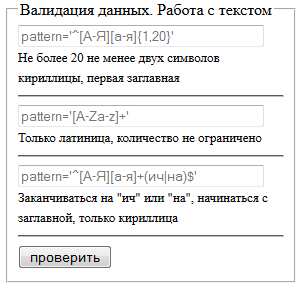 Валидация данных. Работа с текстом
pattern='^[А-Я][а-я]{1,20}'
Не более 20 не менее двух символов
кириллицы, первая заглавная
pattern='[A-Za-z]+'
Только латиница, количество не ограничено
pattern='^[А-Я][а-я]+(ич|на)$'
Заканчиваться на "ич" или "на", начинаться с
заглавной, только кириллица
проверить